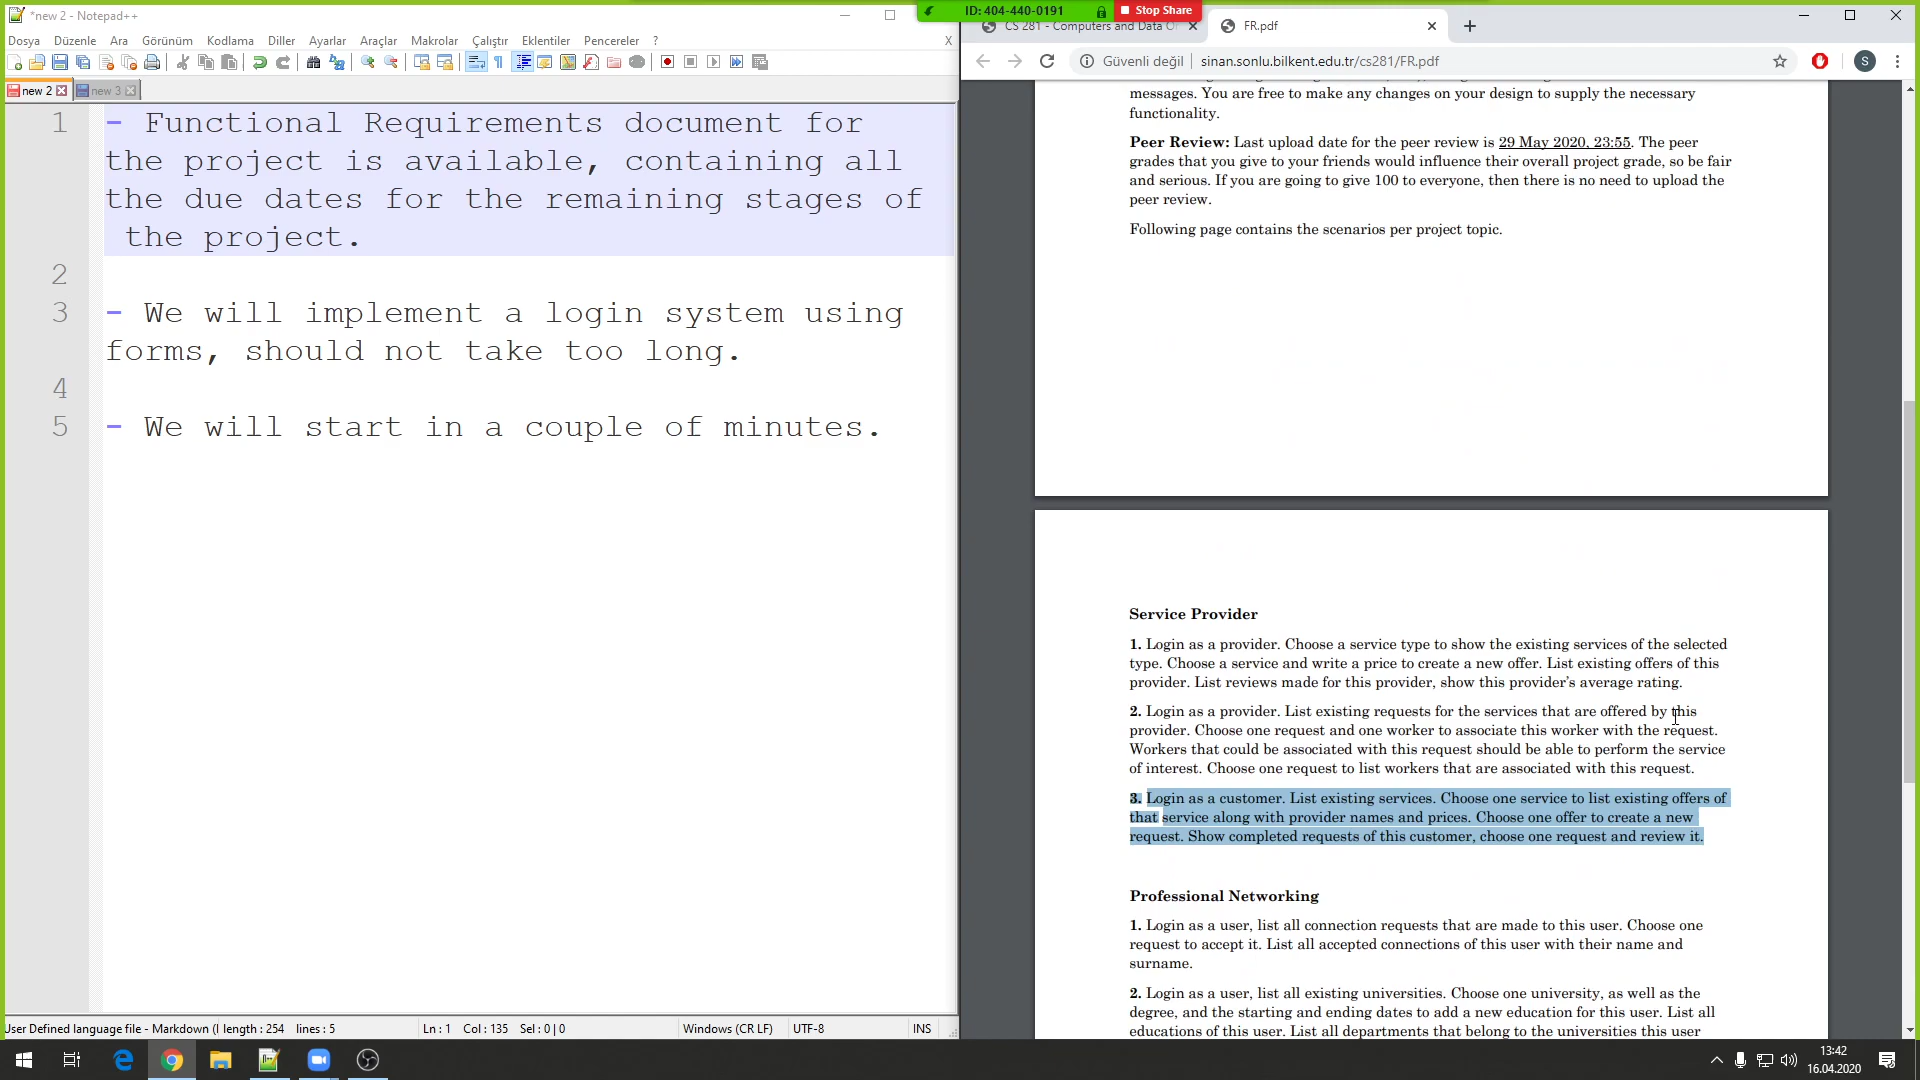 *new 2 - Notepad++
Dosya Düzenle Ara Görünüm Kodlama Diller Ayarlar Araçlar Makrolar Çalıştır Eklentiler Pencereler ? X
new 2 new 3
1 - Functional Requirements document for
the project is available, containing all
the due dates for the remaining stages of
the project.
2
3 - We will implement a login system using
forms, should not take too long.
4
5 - We will start in a couple of minutes.
User Defined language file - Markdown (l length : 254 lines : 5 Ln : 1 Col : 135 Sel : 0 | 0 Windows (CR LF) UTF-8 INS
ID: 404-440-0191 Stop Share
CS 281 - Computers and Data O FR.pdf
Güvenli değil sinan.sonlu.bilkent.edu.tr/cs281/FR.pdf S
messages. You are free to make any changes on your design to supply the necessary
functionality.
Peer Review: Last upload date for the peer review is 29 May 2020, 23:55. The peer
grades that you give to your friends would influence their overall project grade, so be fair
and serious. If you are going to give 100 to everyone, then there is no need to upload the
peer review.
Following page contains the scenarios per project topic.
Service Provider
1. Login as a provider. Choose a service type to show the existing services of the selected
type. Choose a service and write a price to create a new offer. List existing offers of this
provider. List reviews made for this provider, show this provider's average rating.
2. Login as a provider. List existing requests for the services that are offered by this
provider. Choose one request and one worker to associate this worker with the request.
Workers that could be associated with this request should be able to perform the service
of interest. Choose one request to list workers that are associated with this request.
3. Login as a customer. List existing services. Choose one service to list existing offers of
that service along with provider names and prices. Choose one offer to create a new
request. Show completed requests of this customer, choose one request and review it.
Professional Networking
1. Login as a user, list all connection requests that are made to this user. Choose one
request to accept it. List all accepted connections of this user with their name and
surname.
2. Login as a user, list all existing universities. Choose one university, as well as the
degree, and the starting and ending dates to add a new education for this user. List all
educations of this user. List all departments that belong to the universities this user
13:42
16.04.2020